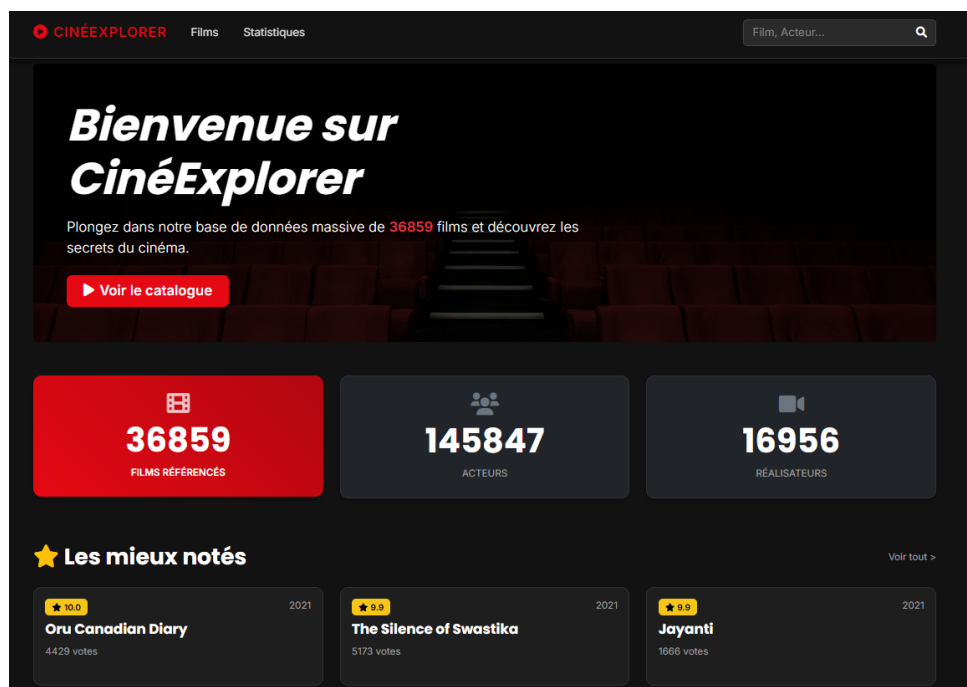 CINÉEXPLORER Films Statistiques Film, Acteur...
Bienvenue sur
CinéExplorer
Plongez dans notre base de données massive de 36859 films et découvrez les
secrets du cinéma.
Voir le catalogue
36859 145847 16956
FILMS RÉFÉRENCÉS ACTEURS RÉALISATEURS
Les mieux notés Voir tout >
10.0 2021 9.9 2021 9.9 2021
Oru Canadian Diary The Silence of Swastika Jayanti
4429 votes 5173 votes 1666 votes